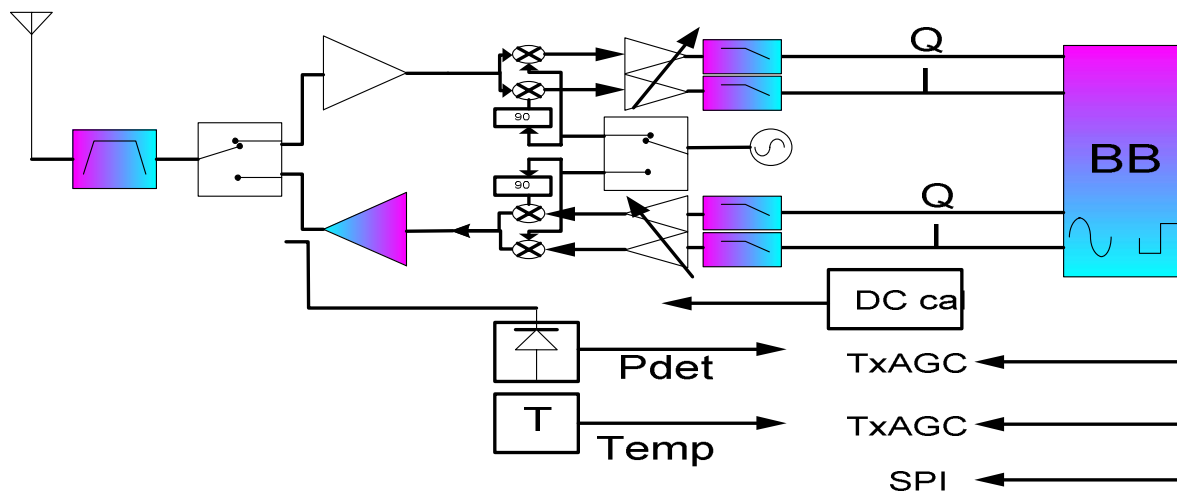 Q
I
90
BB
90
Q
I
DC cal
Pdet
TxAGC
T
Temp
TxAGC
SPI